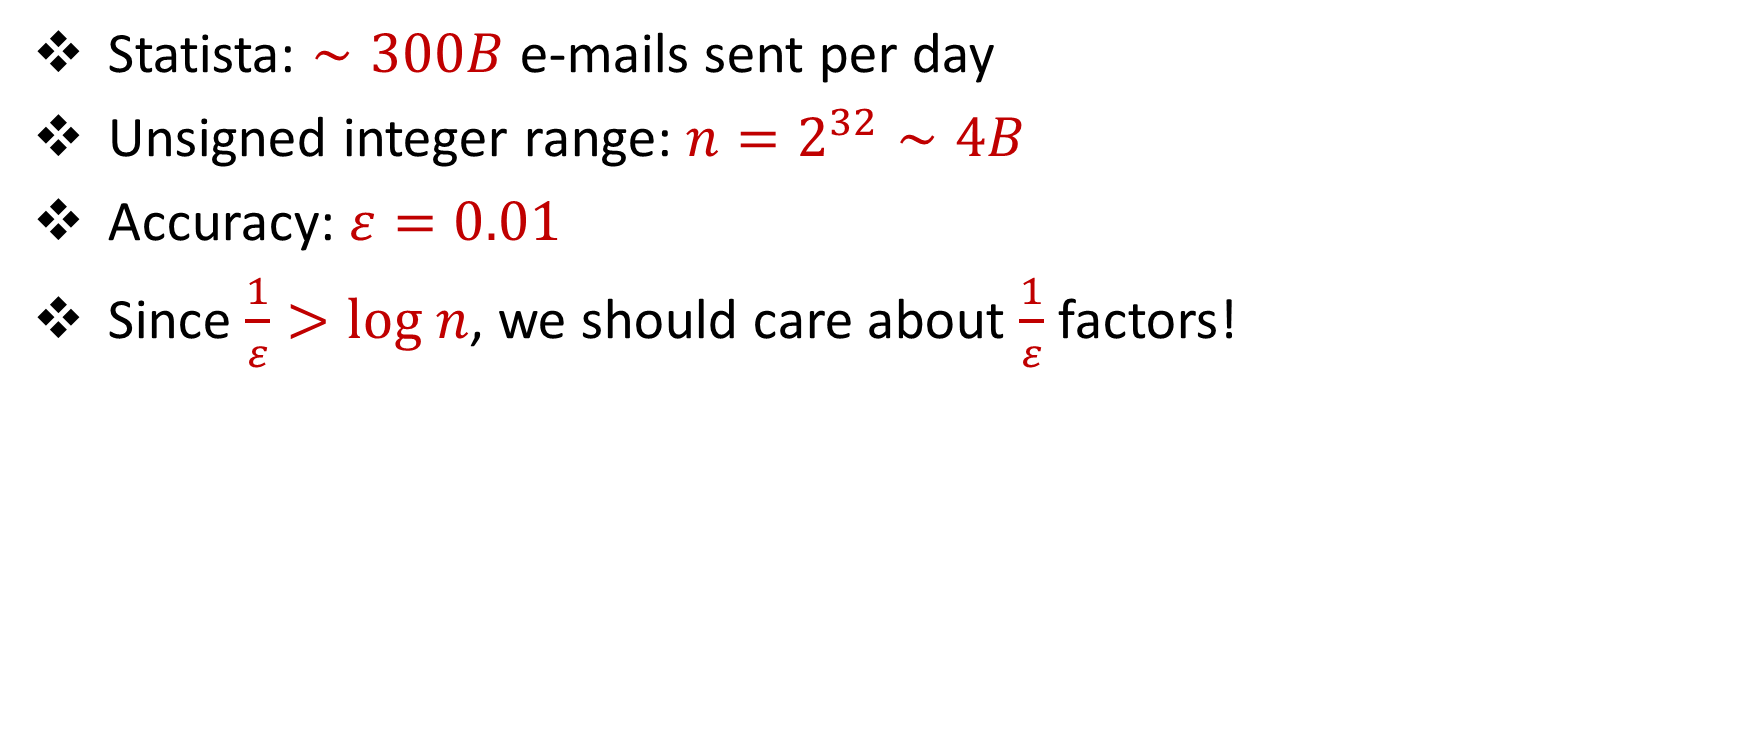 ❖ Statista: ~ 300B e-mails sent per day
❖ Unsigned integer range: n = 2³² ~ 4B
❖ Accuracy: ε = 0.01
❖ Since 1/ε > log n, we should care about 1/ε factors!